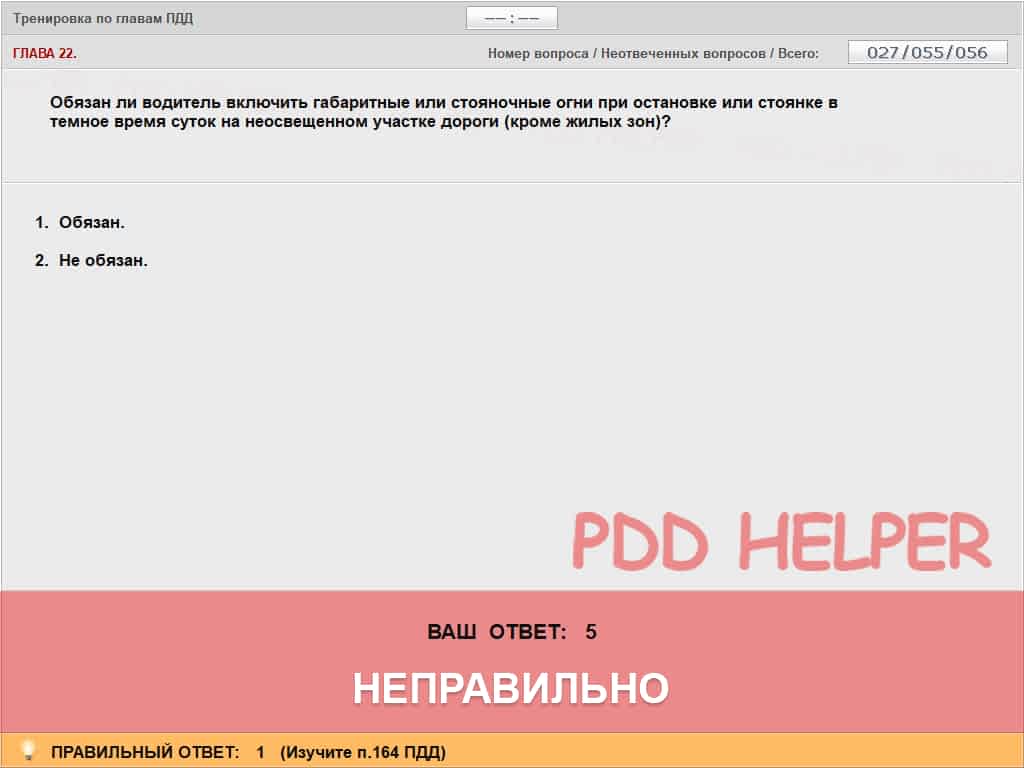 Тренировка по главам ПДД
—— : ——
ГЛАВА 22.
Номер вопроса / Неотвеченных вопросов / Всего:
027/055/056
Обязан ли водитель включить габаритные или стояночные огни при остановке или стоянке в
темное время суток на неосвещенном участке дороги (кроме жилых зон)?
1. Обязан.
2. Не обязан.
PDD HELPER
ВАШ ОТВЕТ: 5
НЕПРАВИЛЬНО
ПРАВИЛЬНЫЙ ОТВЕТ: 1 (Изучите п.164 ПДД)